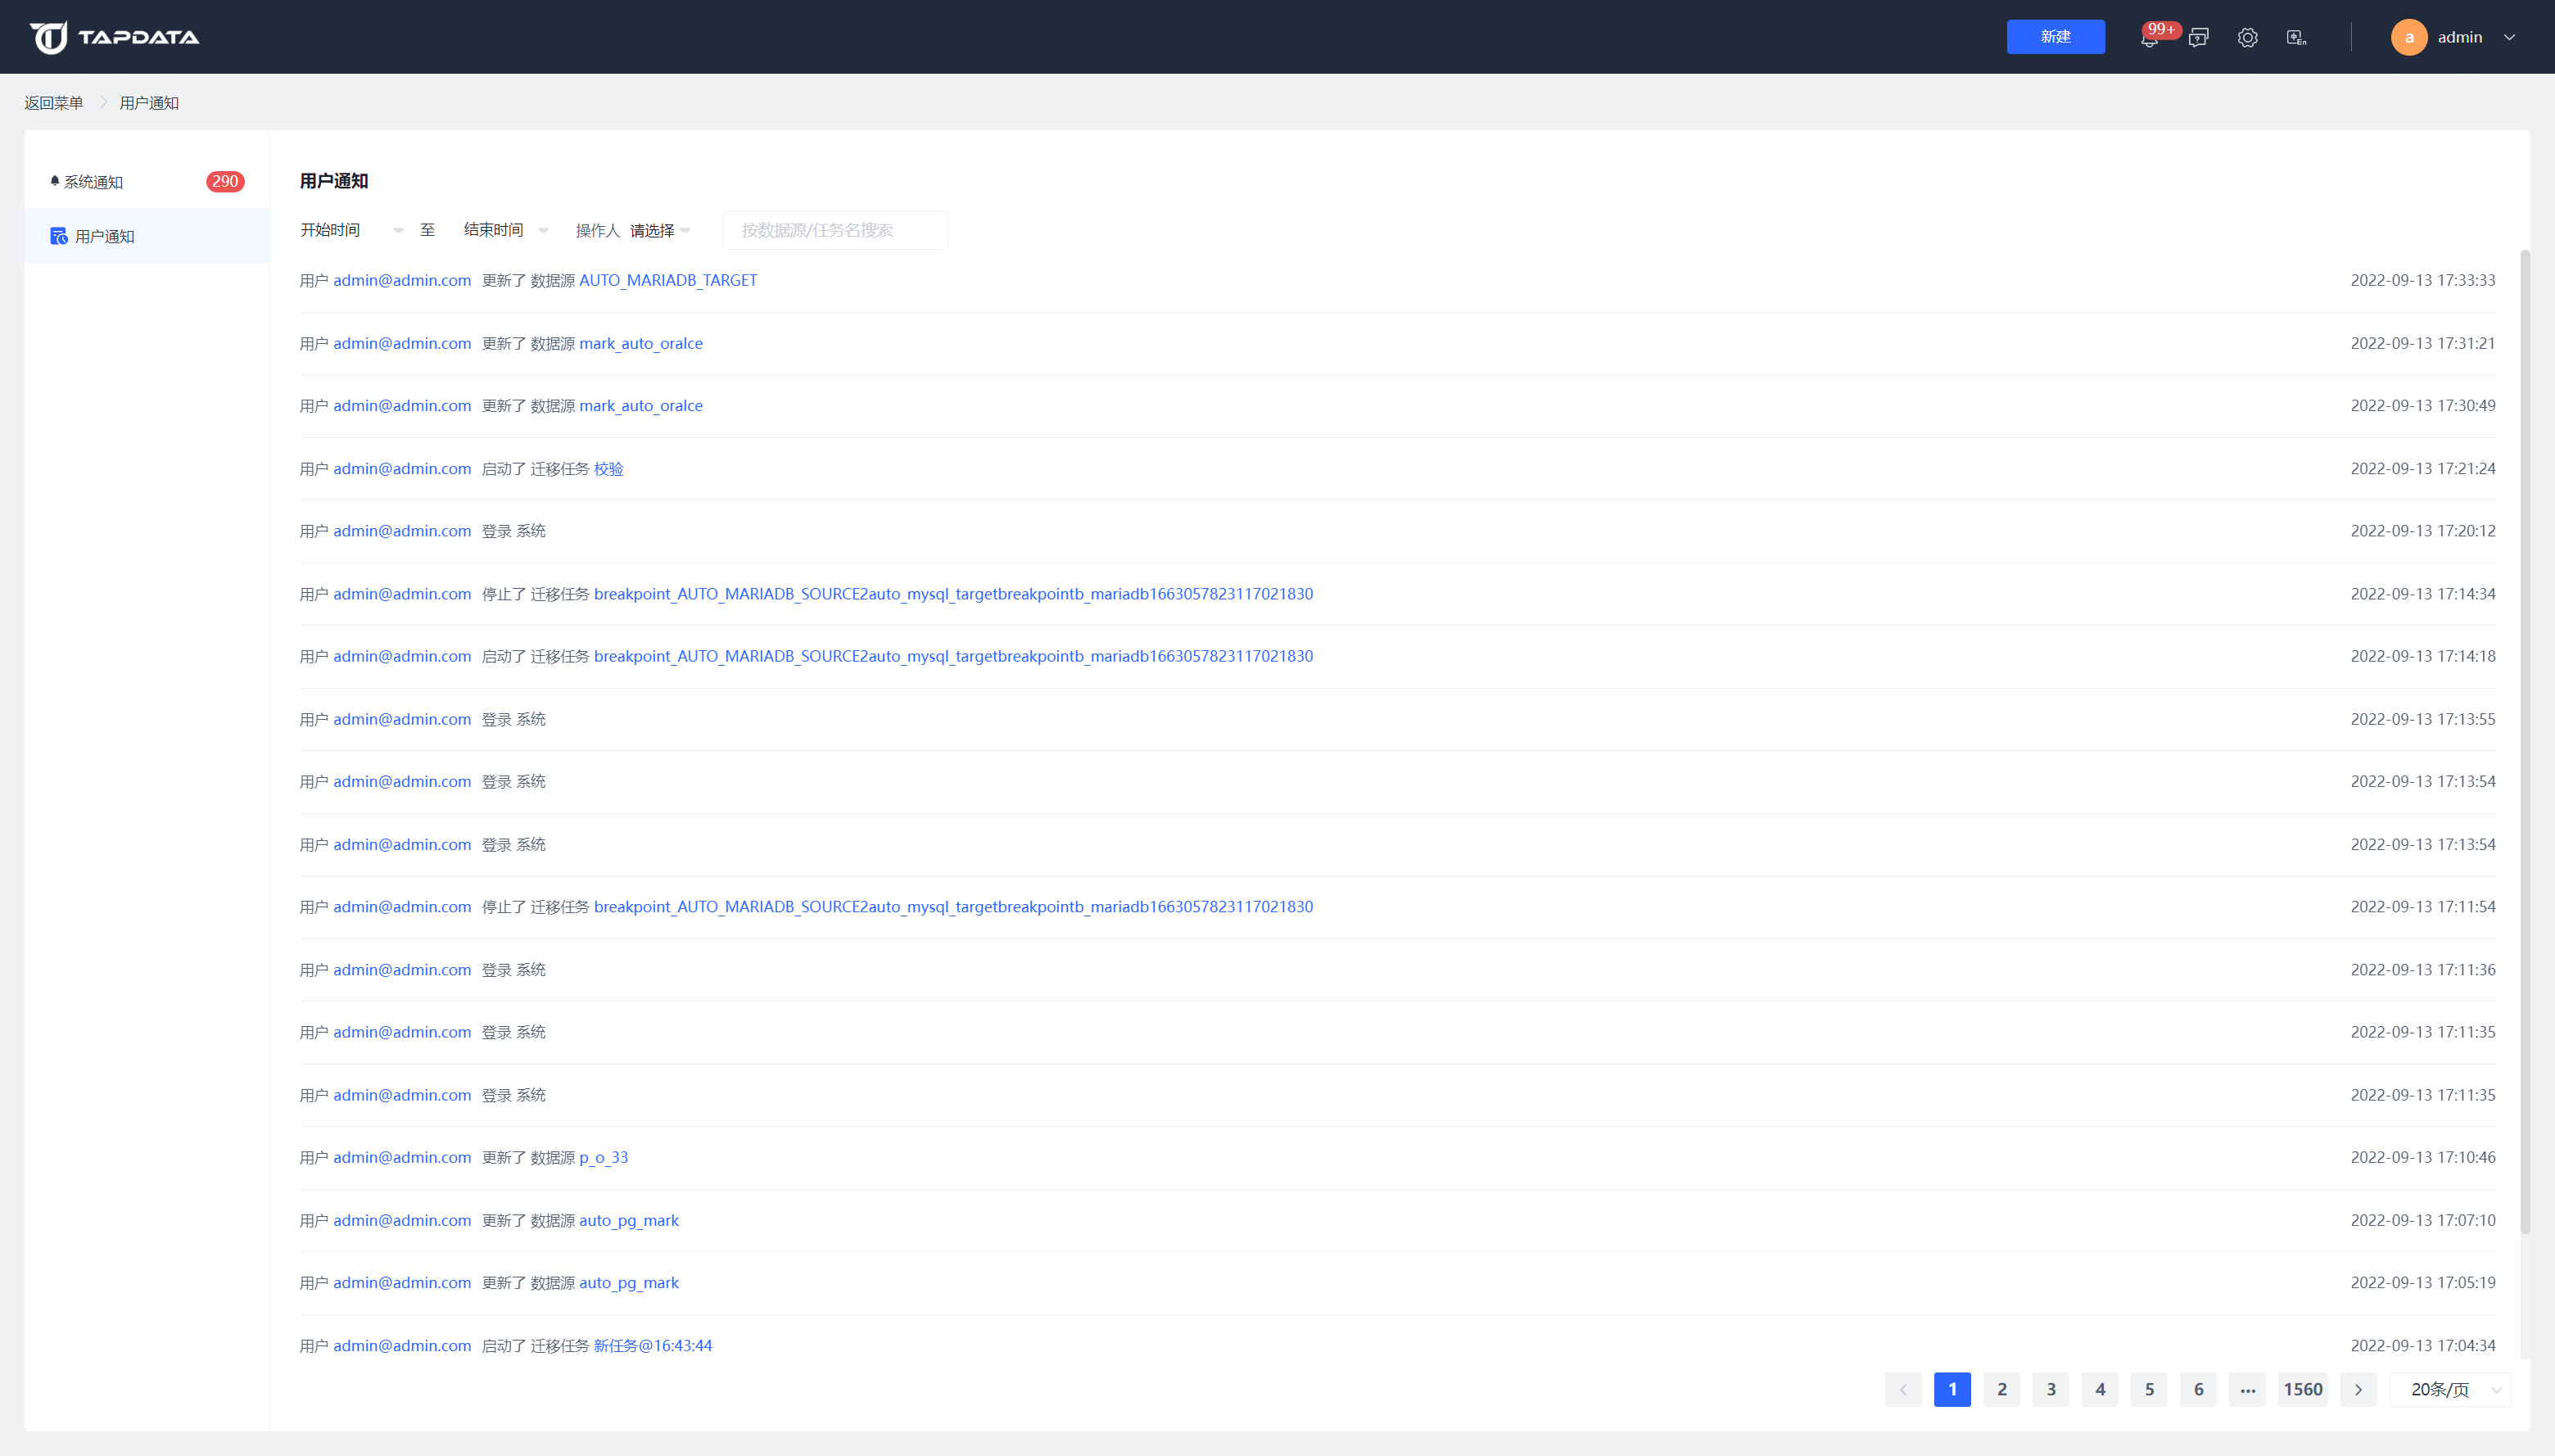 TAPDATA 新建 99+ 中En a admin
返回菜单 用户通知
系统通知 290
用户通知
用户通知
开始时间 至 结束时间 操作人 请选择 按数据源/任务名搜索
用户 admin@admin.com 更新了 数据源 AUTO_MARIADB_TARGET 2022-09-13 17:33:33
用户 admin@admin.com 更新了 数据源 mark_auto_oralce 2022-09-13 17:31:21
用户 admin@admin.com 更新了 数据源 mark_auto_oralce 2022-09-13 17:30:49
用户 admin@admin.com 启动了 迁移任务 校验 2022-09-13 17:21:24
用户 admin@admin.com 登录 系统 2022-09-13 17:20:12
用户 admin@admin.com 停止了 迁移任务 breakpoint_AUTO_MARIADB_SOURCE2auto_mysql_targetbreakpointb_mariadb1663057823117021830 2022-09-13 17:14:34
用户 admin@admin.com 启动了 迁移任务 breakpoint_AUTO_MARIADB_SOURCE2auto_mysql_targetbreakpointb_mariadb1663057823117021830 2022-09-13 17:14:18
用户 admin@admin.com 登录 系统 2022-09-13 17:13:55
用户 admin@admin.com 登录 系统 2022-09-13 17:13:54
用户 admin@admin.com 登录 系统 2022-09-13 17:13:54
用户 admin@admin.com 停止了 迁移任务 breakpoint_AUTO_MARIADB_SOURCE2auto_mysql_targetbreakpointb_mariadb1663057823117021830 2022-09-13 17:11:54
用户 admin@admin.com 登录 系统 2022-09-13 17:11:36
用户 admin@admin.com 登录 系统 2022-09-13 17:11:35
用户 admin@admin.com 登录 系统 2022-09-13 17:11:35
用户 admin@admin.com 更新了 数据源 p_o_33 2022-09-13 17:10:46
用户 admin@admin.com 更新了 数据源 auto_pg_mark 2022-09-13 17:07:10
用户 admin@admin.com 更新了 数据源 auto_pg_mark 2022-09-13 17:05:19
用户 admin@admin.com 启动了 迁移任务 新任务@16:43:44 2022-09-13 17:04:34
1 2 3 4 5 6 ... 1560 20条/页